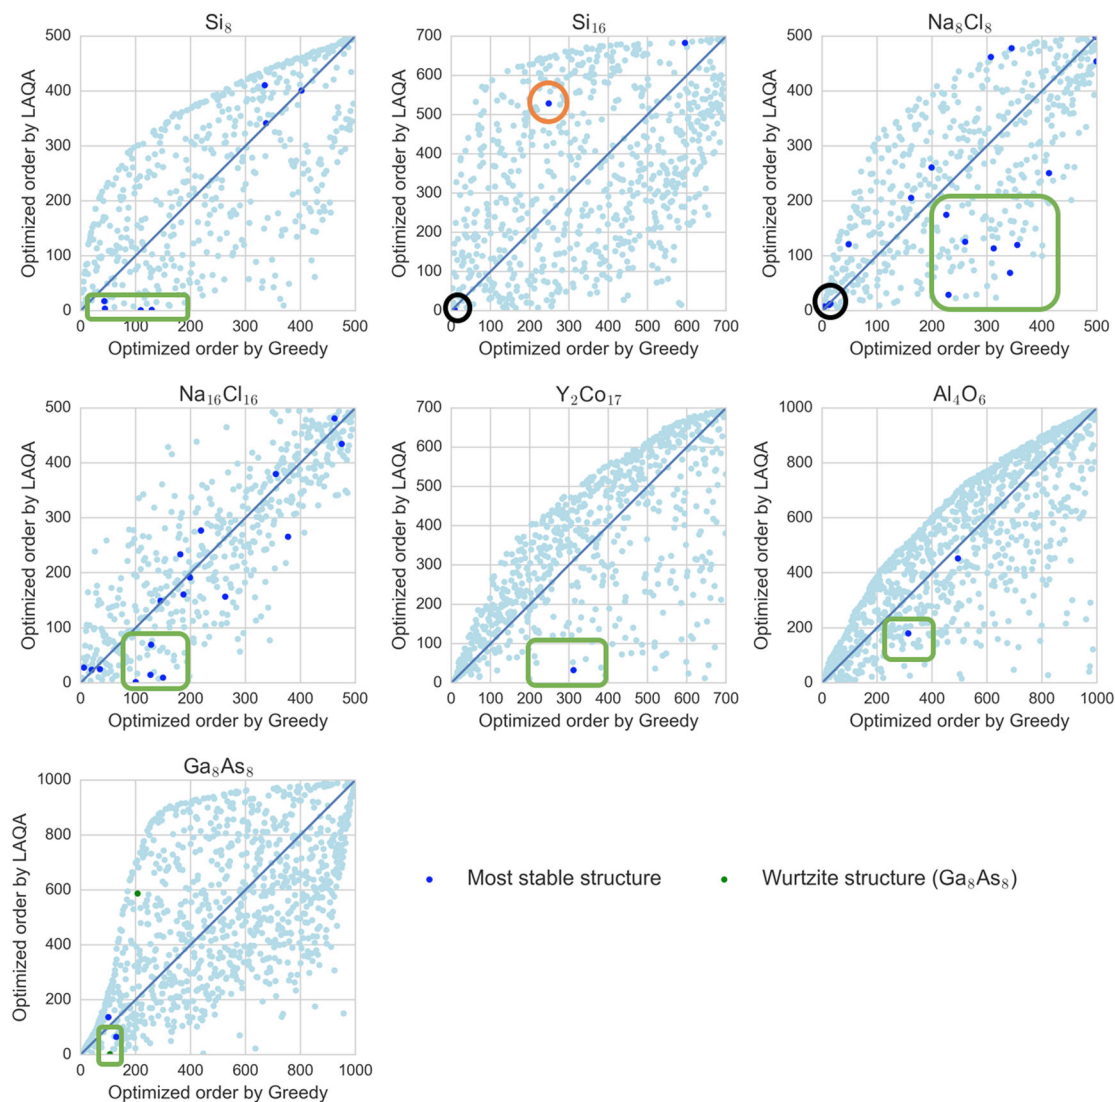 Si₈
Optimized order by LAQA
500
400
300
200
100
0
0 100 200 300 400 500
Optimized order by Greedy
Si₁₆
Optimized order by LAQA
700
600
500
400
300
200
100
0
0 100 200 300 400 500 600 700
Optimized order by Greedy
Na₈Cl₈
Optimized order by LAQA
500
400
300
200
100
0
0 100 200 300 400 500
Optimized order by Greedy
Na₁₆Cl₁₆
Optimized order by LAQA
500
400
300
200
100
0
0 100 200 300 400 500
Optimized order by Greedy
Y₂Co₁₇
Optimized order by LAQA
700
600
500
400
300
200
100
0
0 100 200 300 400 500 600 700
Optimized order by Greedy
Al₄O₆
Optimized order by LAQA
1000
800
600
400
200
0
0 200 400 600 800 1000
Optimized order by Greedy
Ga₈As₈
Optimized order by LAQA
1000
800
600
400
200
0
0 200 400 600 800 1000
Optimized order by Greedy
Most stable structure
Wurtzite structure (Ga₈As₈)